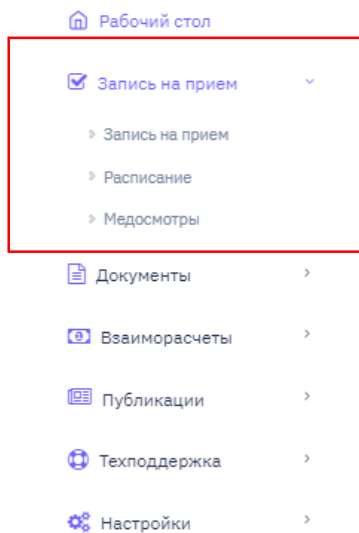 Рабочий стол
Запись на прием
Запись на прием
Расписание
Медосмотры
Документы
Взаиморасчеты
Публикации
Техподдержка
Настройки